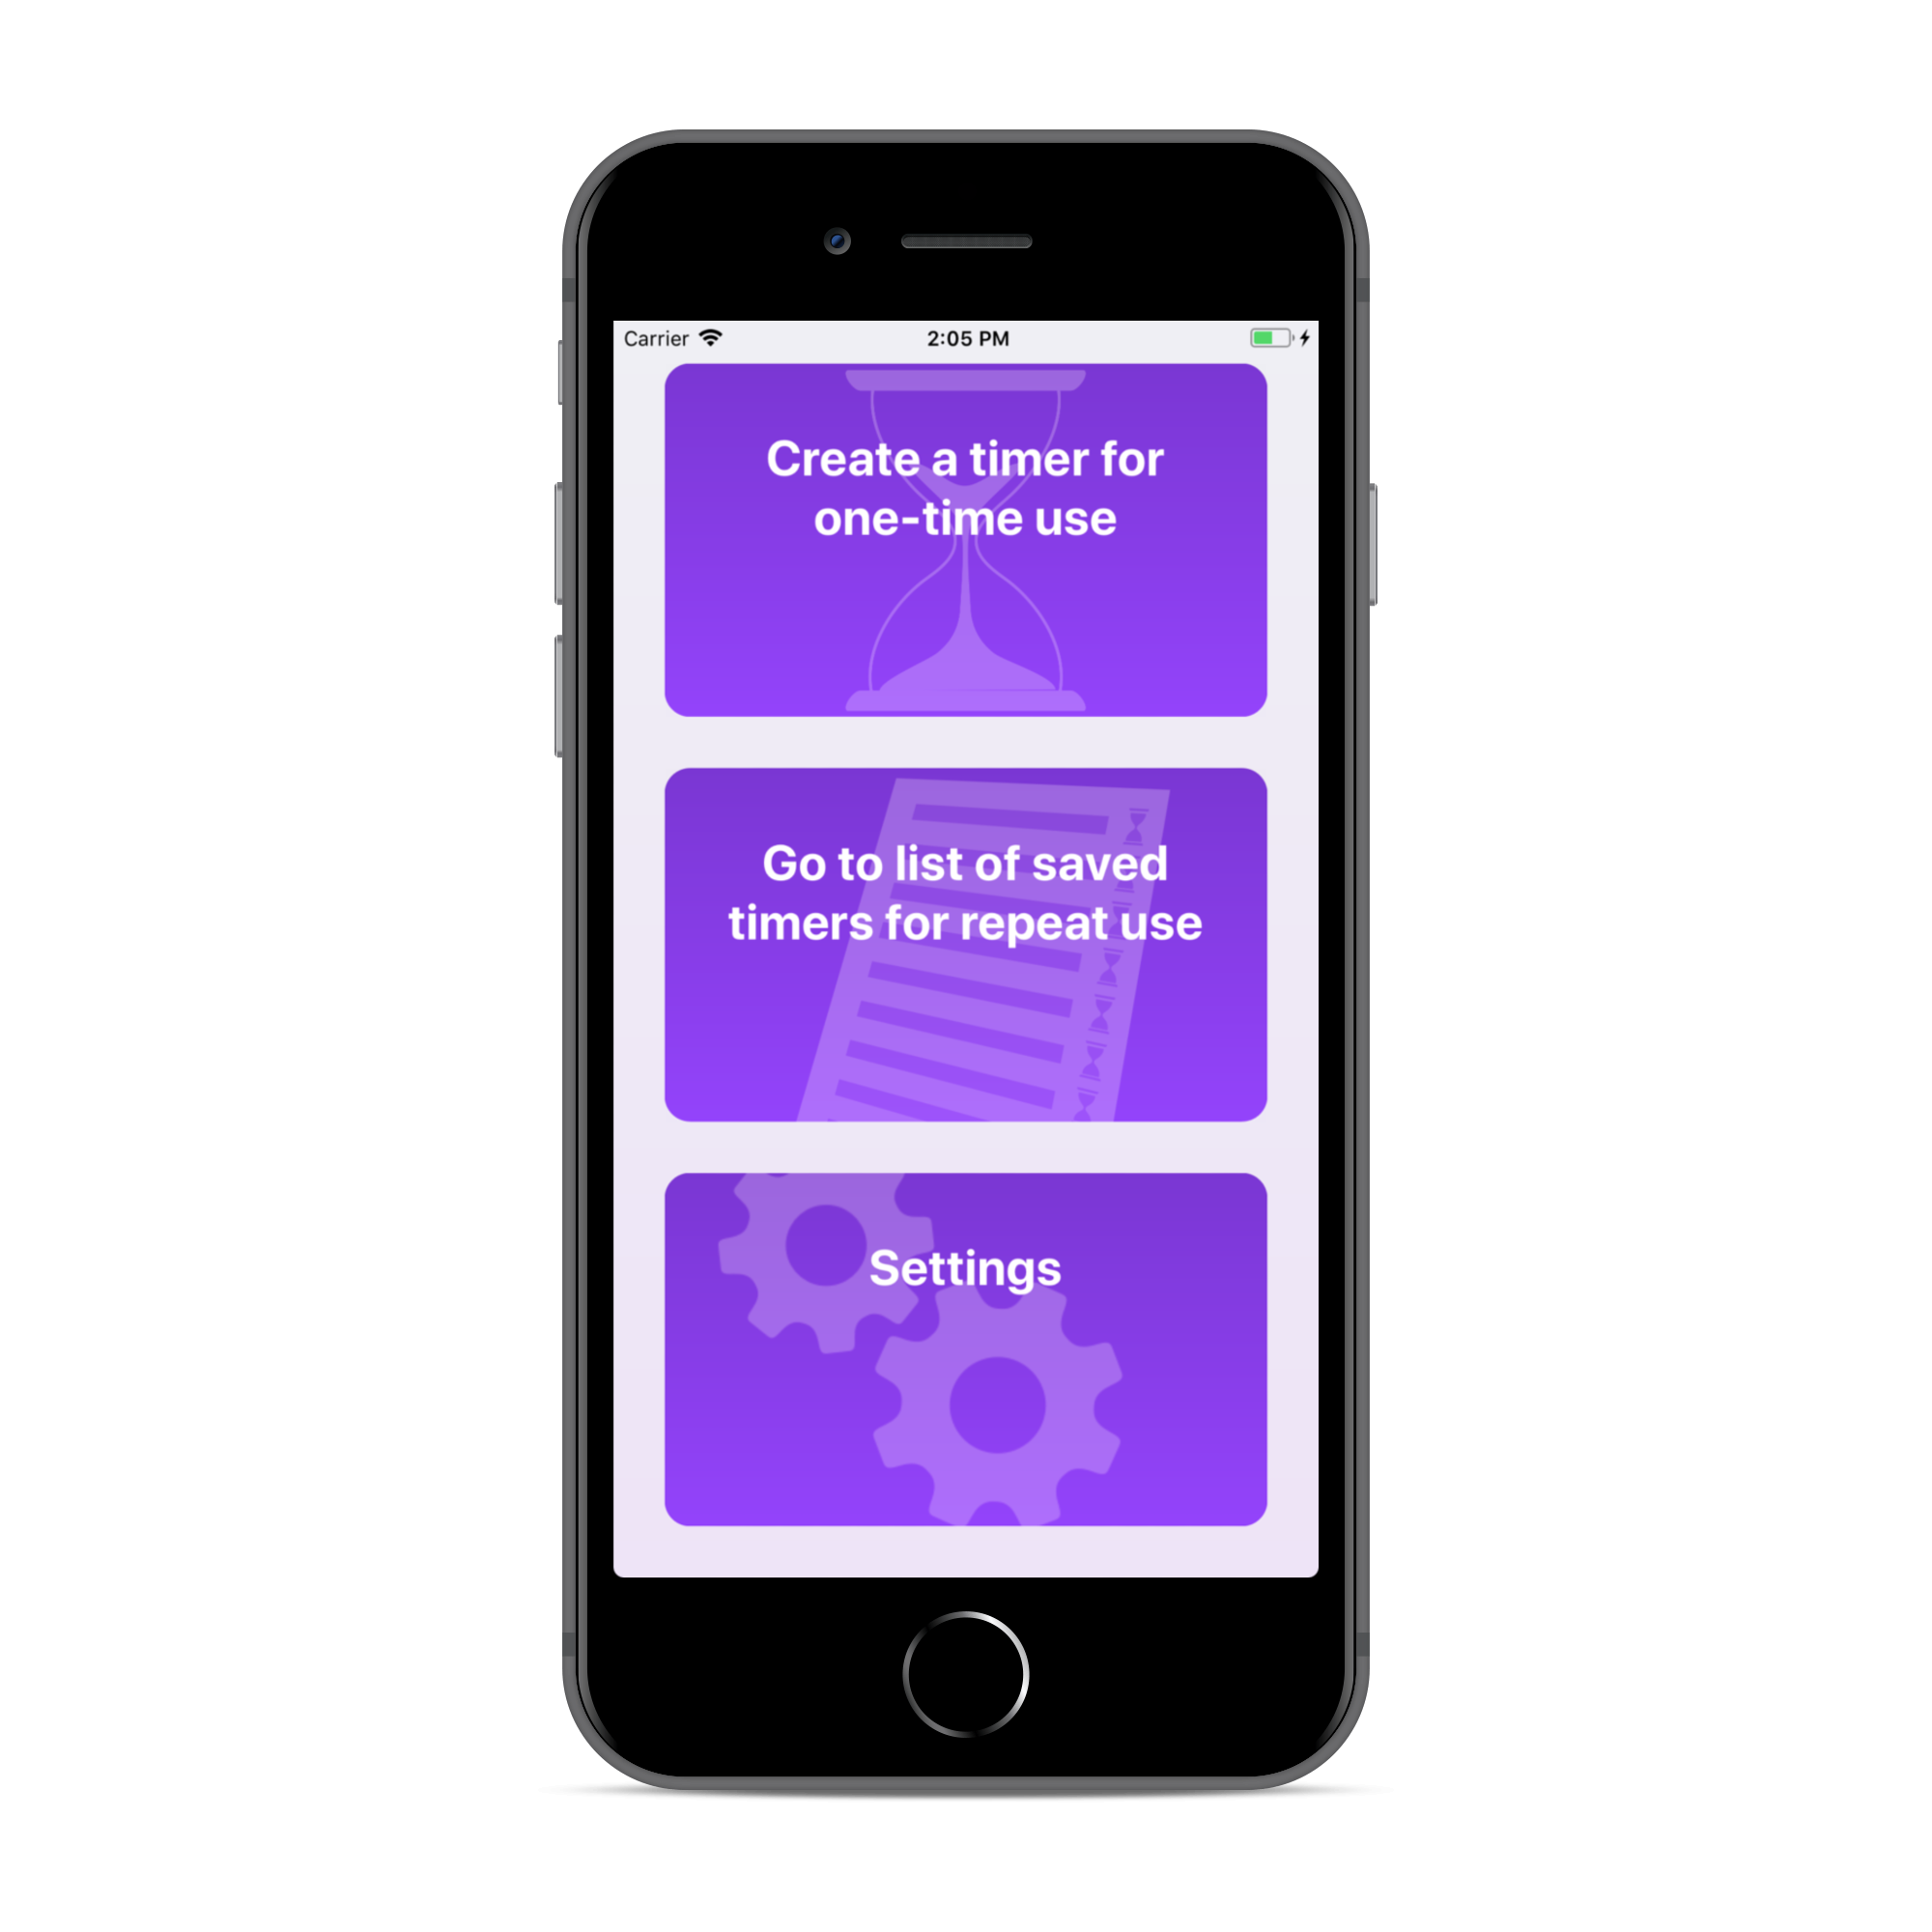 Carrier 2:05 PM
Create a timer for
one-time use
Go to list of saved
timers for repeat use
Settings